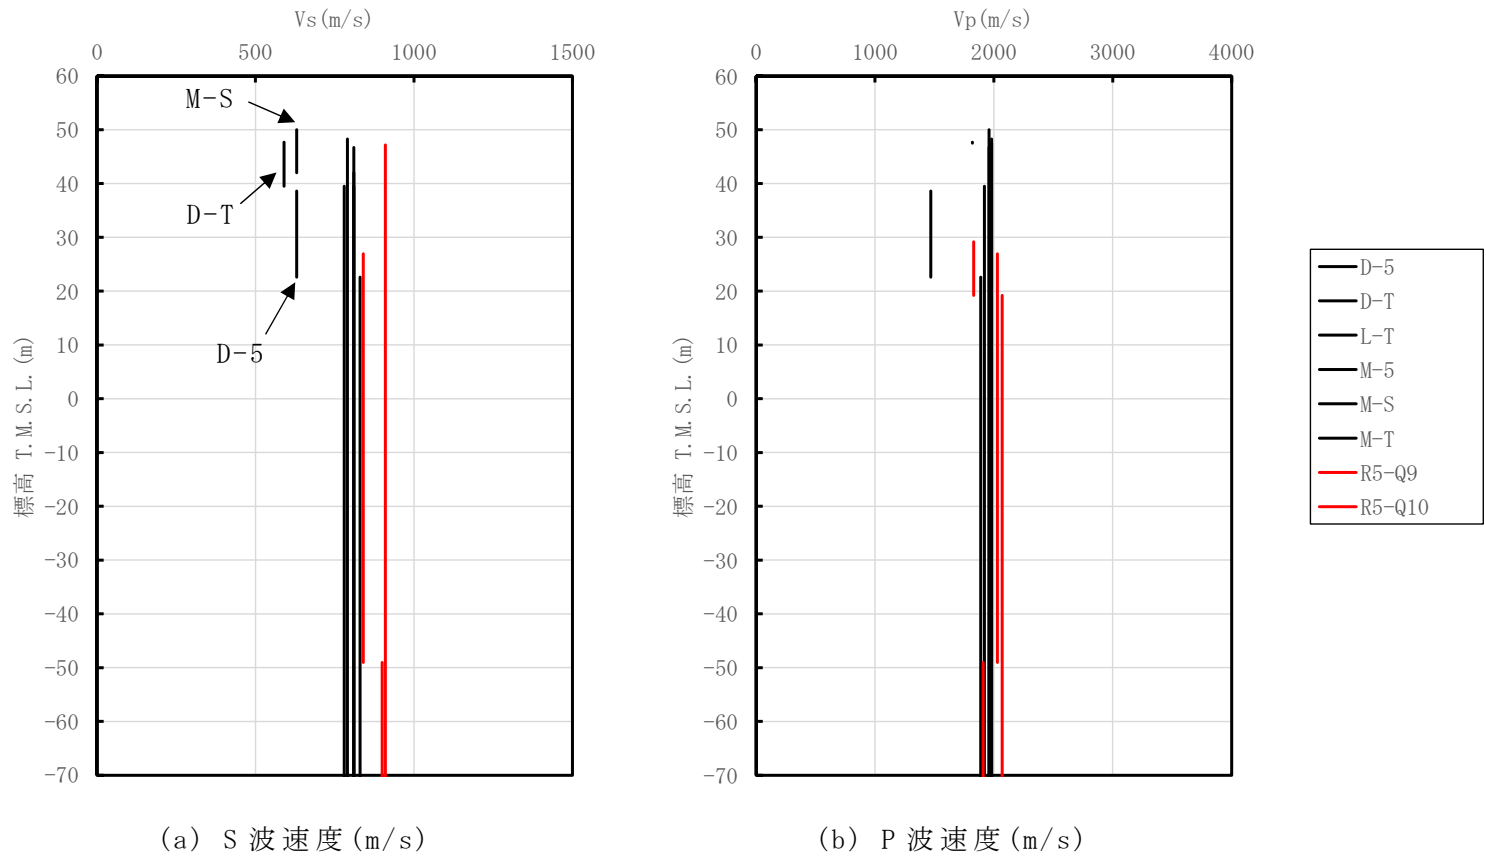 Vs(m/s)
0 500 1000 1500
60
50
40
30
20
10
0
-10
-20
-30
-40
-50
-60
-70
標高 T.M.S.L.(m)
M-S
D-T
D-5
(a) S波速度(m/s)
Vp(m/s)
0 1000 2000 3000 4000
60
50
40
30
20
10
0
-10
-20
-30
-40
-50
-60
-70
標高 T.M.S.L.(m)
(b) P波速度(m/s)
D-5
D-T
L-T
M-5
M-S
M-T
R5-Q9
R5-Q10